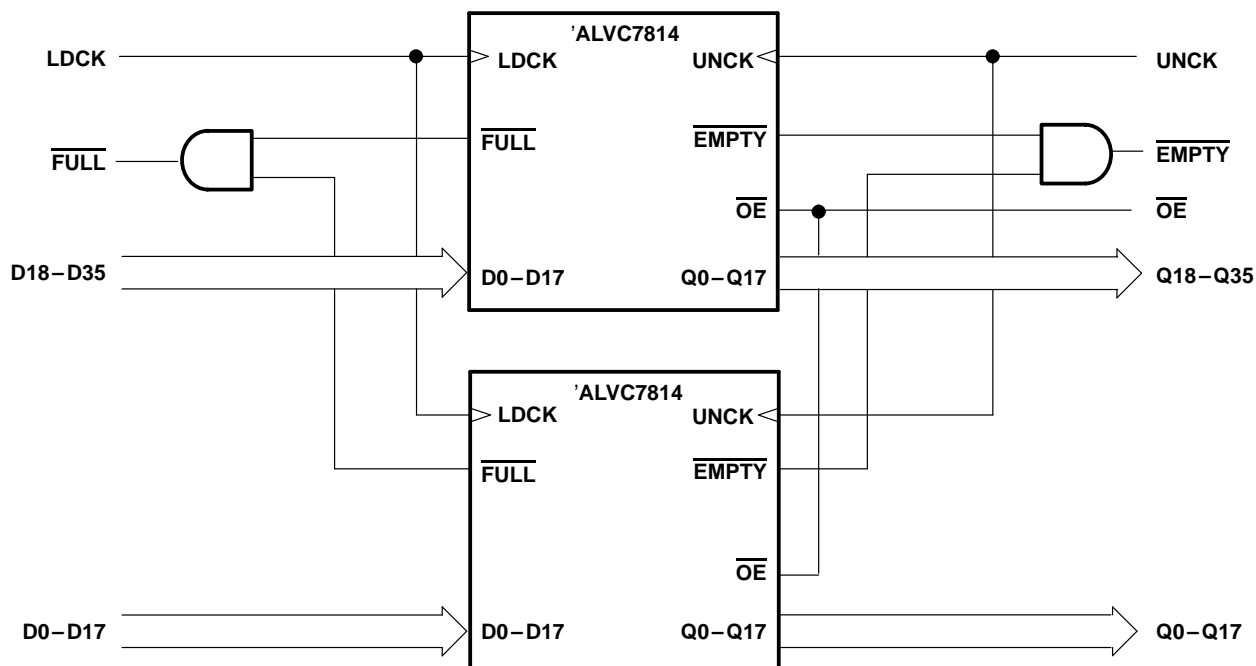 ’ALVC7814
LDCK
LDCK
UNCK
UNCK
FULL
FULL
EMPTY
EMPTY
OE
OE
D18–D35
D0–D17
Q0–Q17
Q18–Q35
’ALVC7814
LDCK
UNCK
FULL
EMPTY
OE
D0–D17
D0–D17
Q0–Q17
Q0–Q17